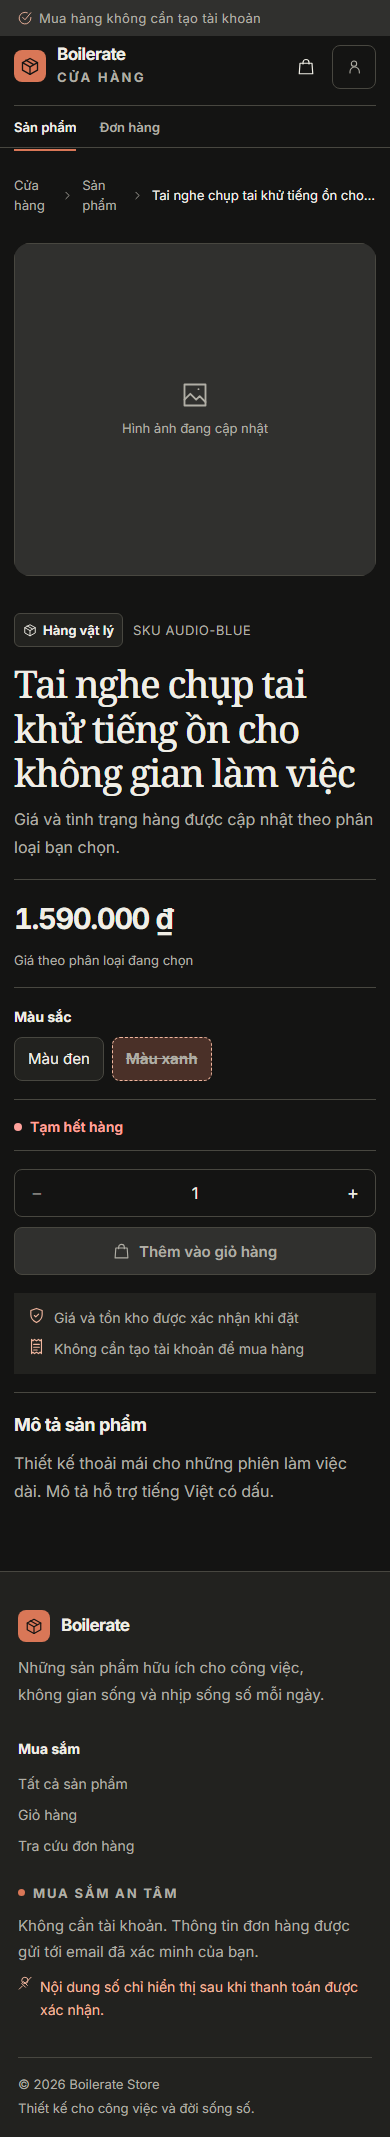 Mua hàng không cần tạo tài khoản
Boilerate
CỬA HÀNG
Sản phẩm
Đơn hàng
Cửa hàng
Sản phẩm
Tai nghe chụp tai khử tiếng ồn cho...
Hình ảnh đang cập nhật
Hàng vật lý
SKU AUDIO-BLUE
Tai nghe chụp tai
khử tiếng ồn cho
không gian làm việc
Giá và tình trạng hàng được cập nhật theo phân
loại bạn chọn.
1.590.000 ₫
Giá theo phân loại đang chọn
Màu sắc
Màu đen
Màu xanh
Tạm hết hàng
− 1 +
Thêm vào giỏ hàng
Giá và tồn kho được xác nhận khi đặt
Không cần tạo tài khoản để mua hàng
Mô tả sản phẩm
Thiết kế thoải mái cho những phiên làm việc
dài. Mô tả hỗ trợ tiếng Việt có dấu.
Boilerate
Những sản phẩm hữu ích cho công việc,
không gian sống và nhịp sống số mỗi ngày.
Mua sắm
Tất cả sản phẩm
Giỏ hàng
Tra cứu đơn hàng
MUA SẮM AN TÂM
Không cần tài khoản. Thông tin đơn hàng được
gửi tới email đã xác minh của bạn.
Nội dung số chỉ hiển thị sau khi thanh toán được
xác nhận.
© 2026 Boilerate Store
Thiết kế cho công việc và đời sống số.